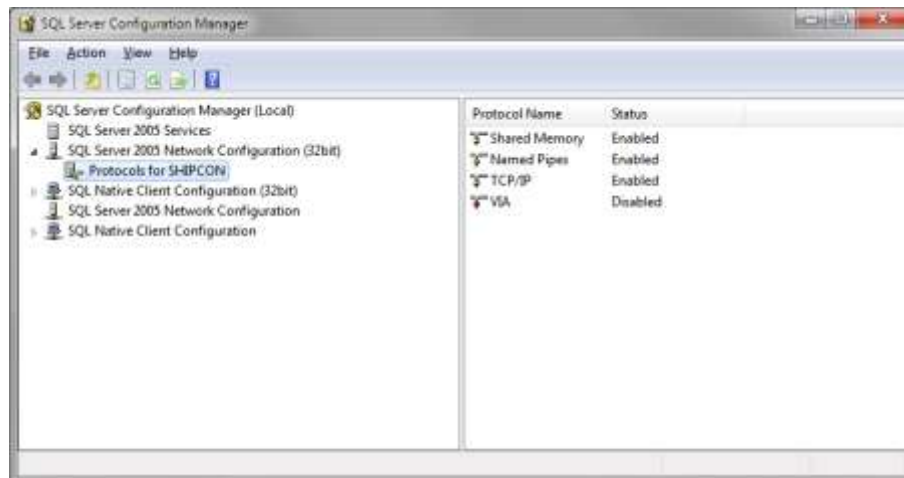 SQL Server Configuration Manager
File Action View Help
SQL Server Configuration Manager (Local)
SQL Server 2005 Services
SQL Server 2005 Network Configuration (32bit)
Protocols for SHIPCON
SQL Native Client Configuration (32bit)
SQL Server 2005 Network Configuration
SQL Native Client Configuration
Protocol Name Status
Shared Memory Enabled
Named Pipes Enabled
TCP/IP Enabled
VIA Disabled